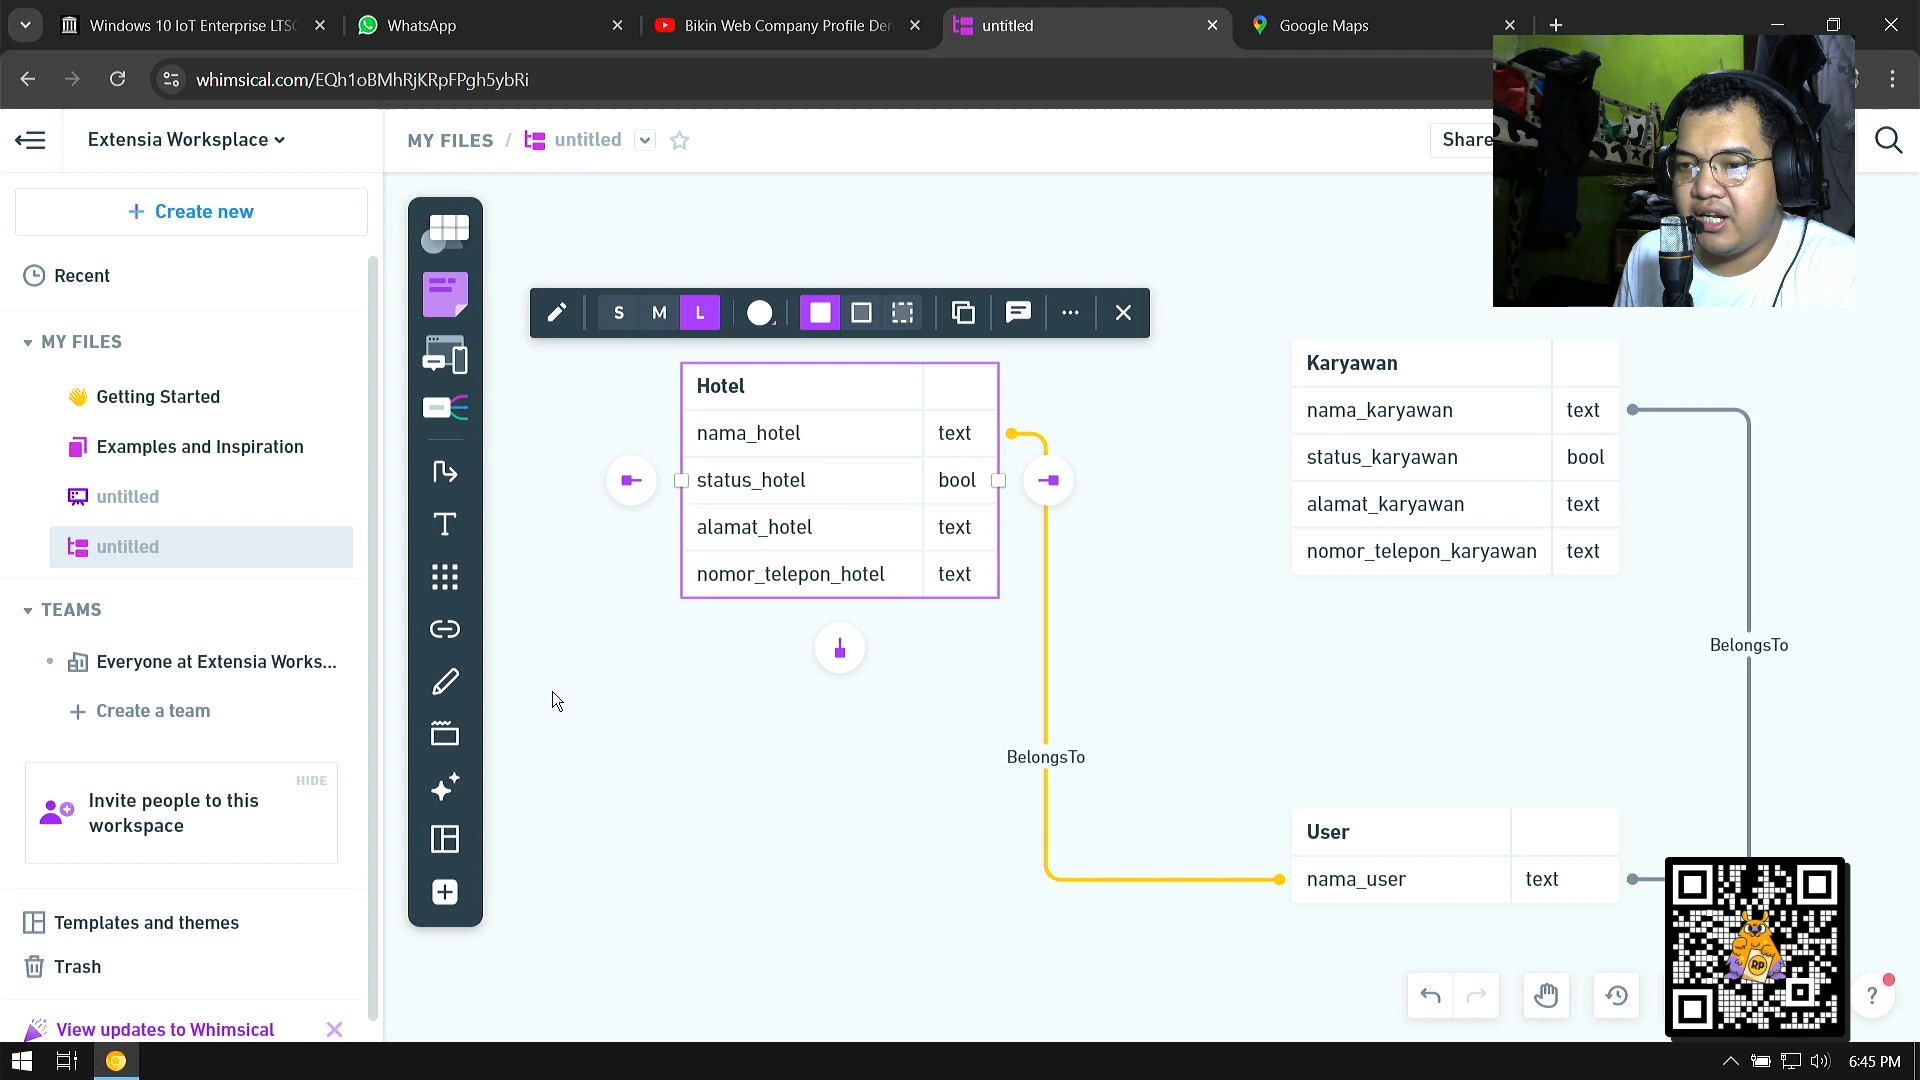 Windows 10 IoT Enterprise LTSC
WhatsApp
Bikin Web Company Profile Den
untitled
Google Maps
whimsical.com/EQh1oBMhRjKRpFPgh5ybRi
Extensia Worksplace
MY FILES / untitled
Share
Create new
Recent
MY FILES
Getting Started
Examples and Inspiration
untitled
untitled
TEAMS
Everyone at Extensia Works...
Create a team
HIDE
Invite people to this
workspace
Templates and themes
Trash
View updates to Whimsical
S M L
Hotel
nama_hotel text
status_hotel bool
alamat_hotel text
nomor_telepon_hotel text
Karyawan
nama_karyawan text
status_karyawan bool
alamat_karyawan text
nomor_telepon_karyawan text
BelongsTo
BelongsTo
User
nama_user text
RP
?
6:45 PM